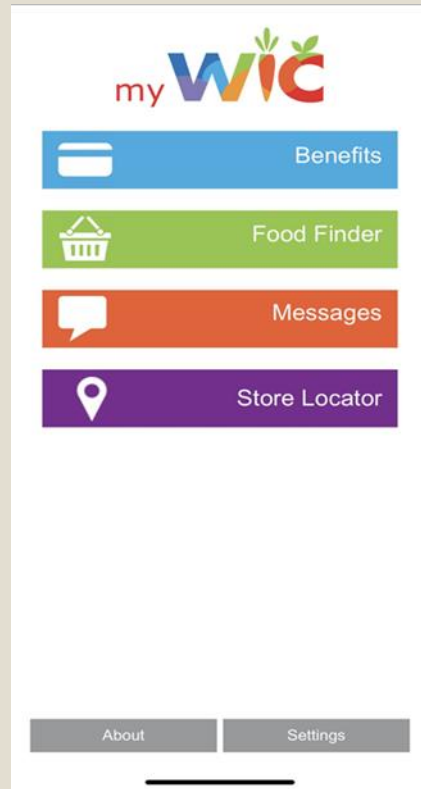 my WIC
Benefits
Food Finder
Messages
Store Locator
About Settings